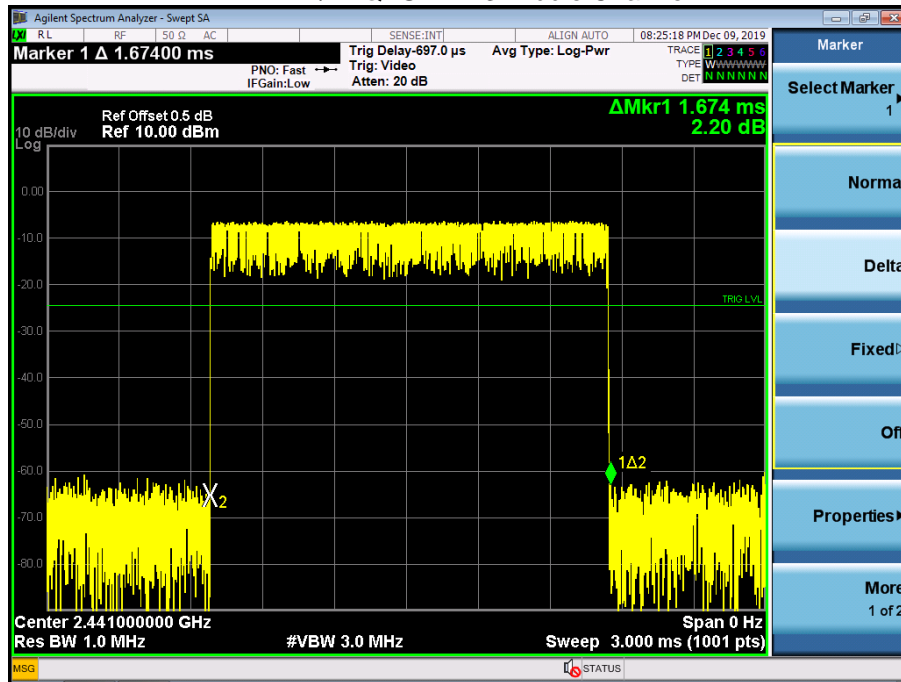 Agilent Spectrum Analyzer - Swept SA
LXI RL RF 50 Ω AC SENSE:INT ALIGN AUTO 08:25:18 PM Dec 09, 2019
Marker 1 Δ 1.67400 ms
PNO: Fast
IFGain:Low
Trig Delay-697.0 µs
Trig: Video
Atten: 20 dB
Avg Type: Log-Pwr
TRACE 1 2 3 4 5 6
TYPE WWWWWW
DET N N N N N N
Ref Offset 0.5 dB
10 dB/div Ref 10.00 dBm
Log
ΔMkr1 1.674 ms
2.20 dB
0.00
-10.0
-20.0
TRIG LVL
-30.0
-40.0
-50.0
-60.0
1Δ2
X2
-70.0
-80.0
Center 2.441000000 GHz Span 0 Hz
Res BW 1.0 MHz #VBW 3.0 MHz Sweep 3.000 ms (1001 pts)
MSG STATUS
Marker
Select Marker
1
Norma
Delta
Fixed
Of
Properties
More
1 of 2